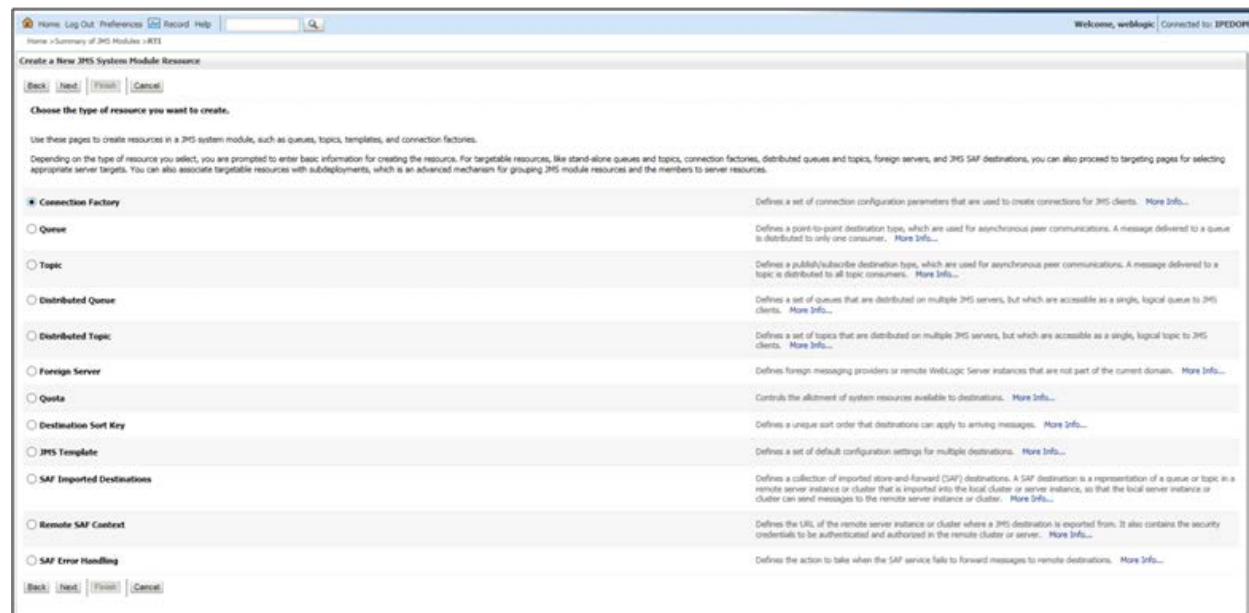 Home Log Out Preferences Record Help
Welcome, weblogic Connected to: IPEDOM
Home >Summary of JMS Modules >RTI
Create a New JMS System Module Resource
Back Next Finish Cancel
Choose the type of resource you want to create.
Use these pages to create resources in a JMS system module, such as queues, topics, templates, and connection factories.
Depending on the type of resource you select, you are prompted to enter basic information for creating the resource. For targetable resources, like stand-alone queues and topics, connection factories, distributed queues and topics, foreign servers, and JMS SAF destinations, you can also proceed to targeting pages for selecting
appropriate server targets. You can also associate targetable resources with subdeployments, which is an advanced mechanism for grouping JMS module resources and the members to server resources.
Connection Factory
Defines a set of connection configuration parameters that are used to create connections for JMS clients. More Info...
Queue
Defines a point-to-point destination type, which are used for asynchronous peer communications. A message delivered to a queue
is distributed to only one consumer. More Info...
Topic
Defines a publish/subscribe destination type, which are used for asynchronous peer communications. A message delivered to a
topic is distributed to all topic consumers. More Info...
Distributed Queue
Defines a set of queues that are distributed on multiple JMS servers, but which are accessible as a single, logical queue to JMS
clients. More Info...
Distributed Topic
Defines a set of topics that are distributed on multiple JMS servers, but which are accessible as a single, logical topic to JMS
clients. More Info...
Foreign Server
Defines foreign messaging providers or remote WebLogic Server instances that are not part of the current domain. More Info...
Quota
Controls the allotment of system resources available to destinations. More Info...
Destination Sort Key
Defines a unique sort order that destinations can apply to arriving messages. More Info...
JMS Template
Defines a set of default configuration settings for multiple destinations. More Info...
SAF Imported Destinations
Defines a collection of imported store-and-forward (SAF) destinations. A SAF destination is a representation of a queue or topic in a
remote server instance or cluster that is imported into the local cluster or server instance, so that the local server instance or
cluster can send messages to the remote server instance or cluster. More Info...
Remote SAF Context
Defines the URL of the remote server instance or cluster where a JMS destination is exported from. It also contains the security
credentials to be authenticated and authorized in the remote cluster or server. More Info...
SAF Error Handling
Defines the action to take when the SAF service fails to forward messages to remote destinations. More Info...
Back Next Finish Cancel